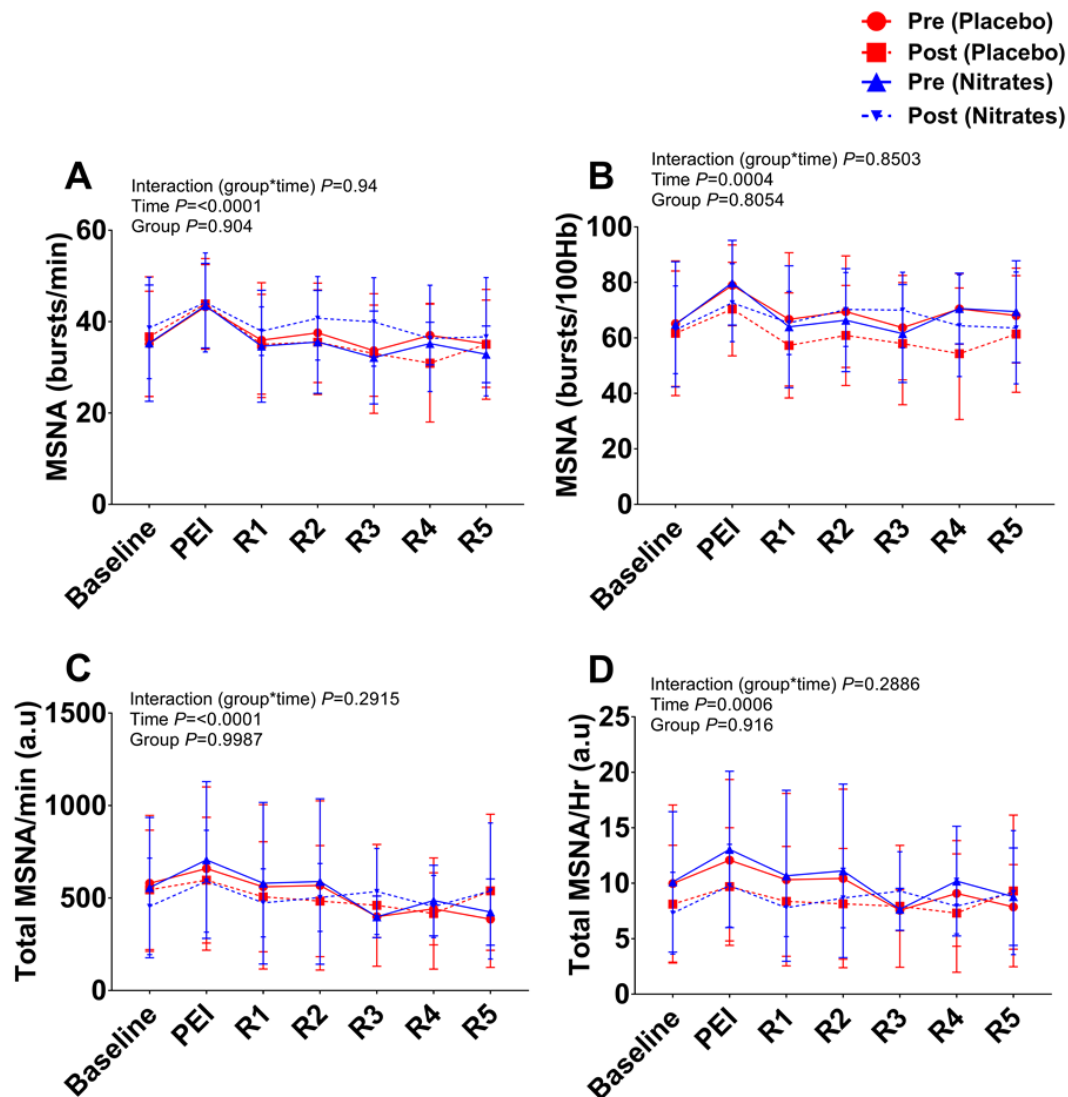 Pre (Placebo)
Post (Placebo)
Pre (Nitrates)
Post (Nitrates)
A
Interaction (group*time) P=0.94
Time P=<0.0001
Group P=0.904
MSNA (bursts/min)
60
40
20
0
Baseline
PEI
R1
R2
R3
R4
R5
B
Interaction (group*time) P=0.8503
Time P=0.0004
Group P=0.8054
MSNA (bursts/100Hb)
100
80
60
40
20
0
Baseline
PEI
R1
R2
R3
R4
R5
C
Interaction (group*time) P=0.2915
Time P=<0.0001
Group P=0.9987
Total MSNA/min (a.u)
1500
1000
500
0
Baseline
PEI
R1
R2
R3
R4
R5
D
Interaction (group*time) P=0.2886
Time P=0.0006
Group P=0.916
Total MSNA/Hr (a.u)
25
20
15
10
5
0
Baseline
PEI
R1
R2
R3
R4
R5